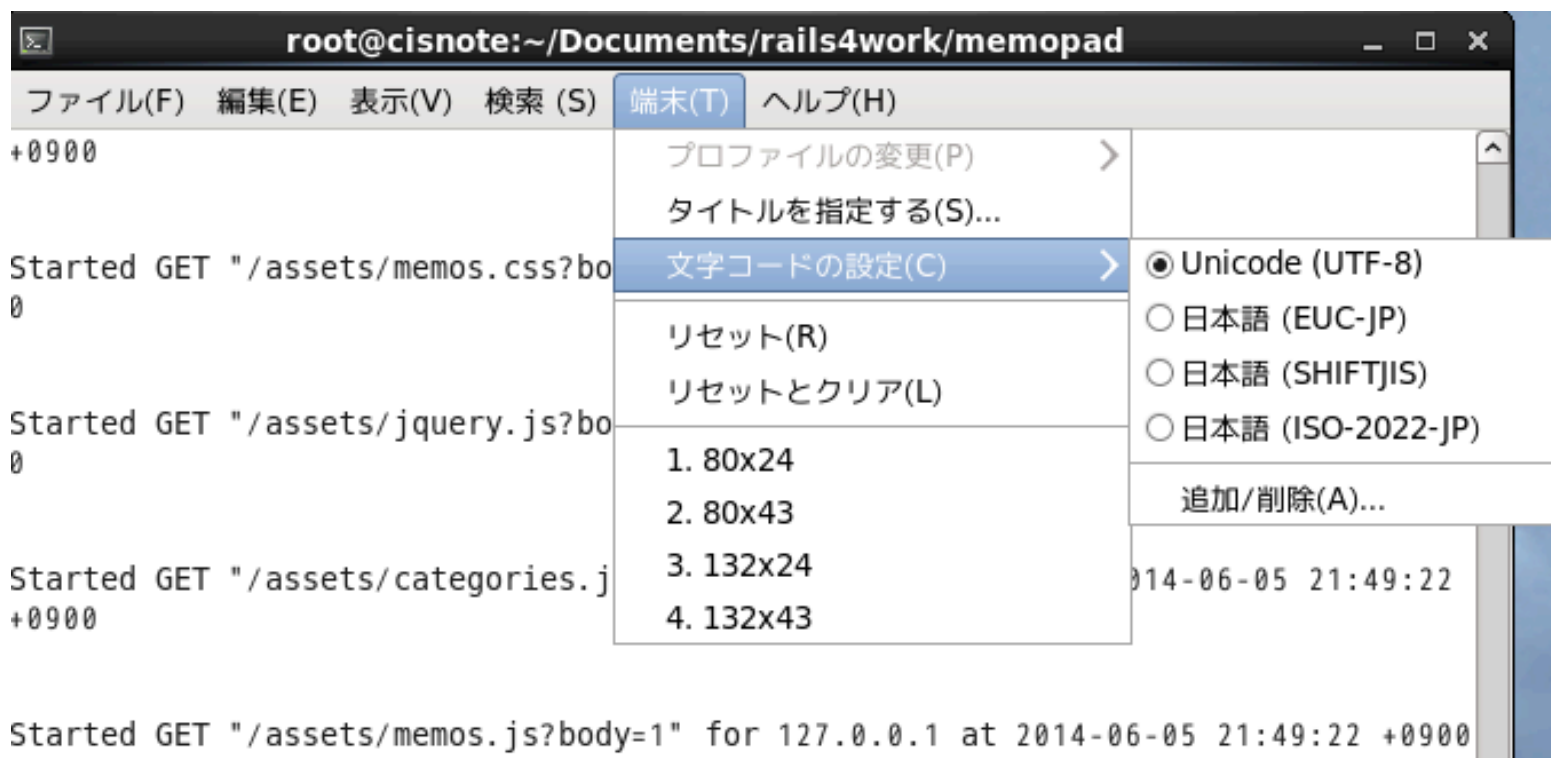 root@cisnote:~/Documents/rails4work/memopad
ファイル(F) 編集(E) 表示(V) 検索 (S) 端末(T) ヘルプ(H)
プロファイルの変更(P)
タイトルを指定する(S)...
文字コードの設定(C)
リセット(R)
リセットとクリア(L)
1. 80x24
2. 80x43
3. 132x24
4. 132x43
Unicode (UTF-8)
日本語 (EUC-JP)
日本語 (SHIFTJIS)
日本語 (ISO-2022-JP)
追加/削除(A)...
+0900
Started GET "/assets/memos.css?bo
0
Started GET "/assets/jquery.js?bo
0
Started GET "/assets/categories.j 014-06-05 21:49:22
+0900
Started GET "/assets/memos.js?body=1" for 127.0.0.1 at 2014-06-05 21:49:22 +0900